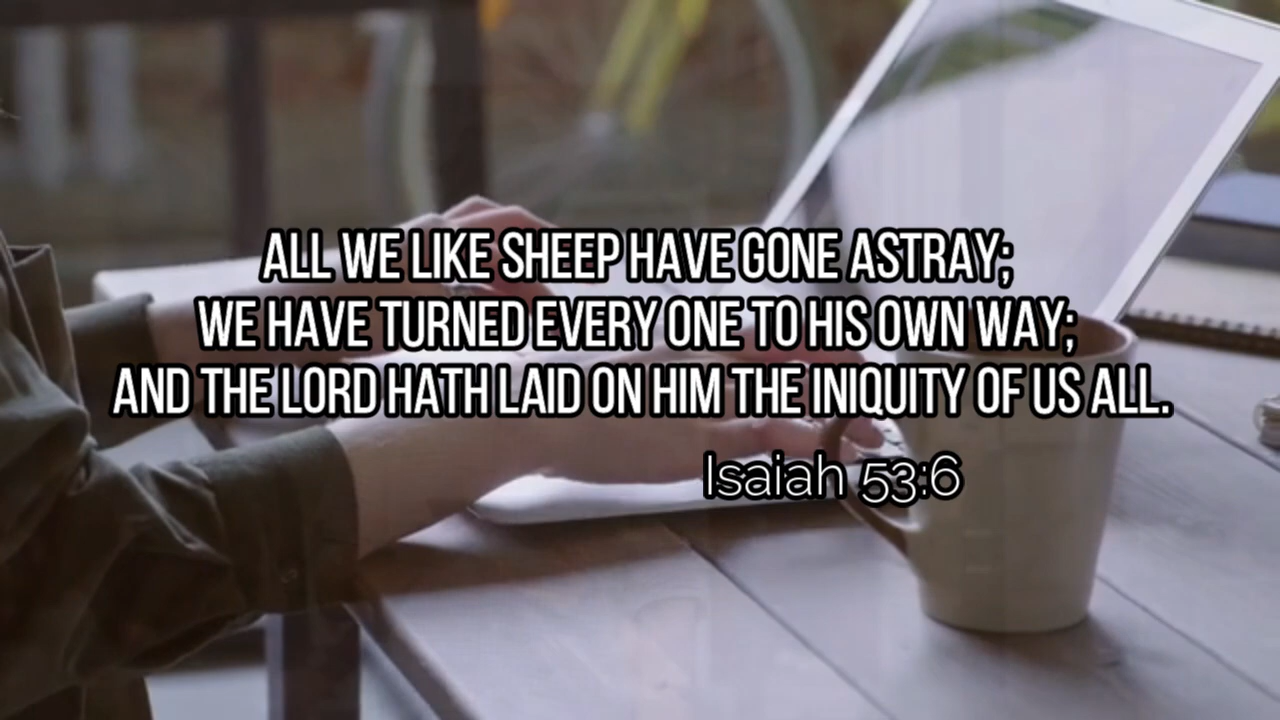 ALL WE LIKE SHEEP HAVE GONE ASTRAY;
WE HAVE TURNED EVERY ONE TO HIS OWN WAY;
AND THE LORD HATH LAID ON HIM THE INIQUITY OF US ALL.
Isaiah 53:6